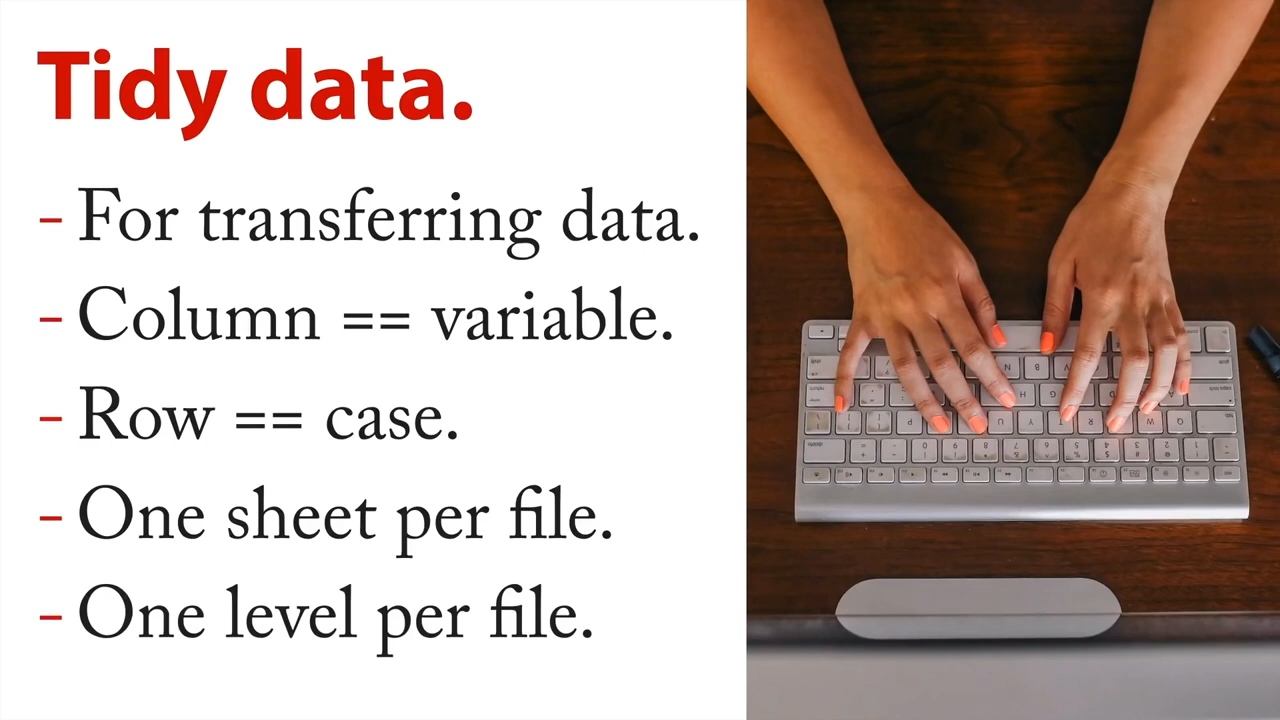 Tidy data.
- For transferring data.
- Column == variable.
- Row == case.
- One sheet per file.
- One level per file.